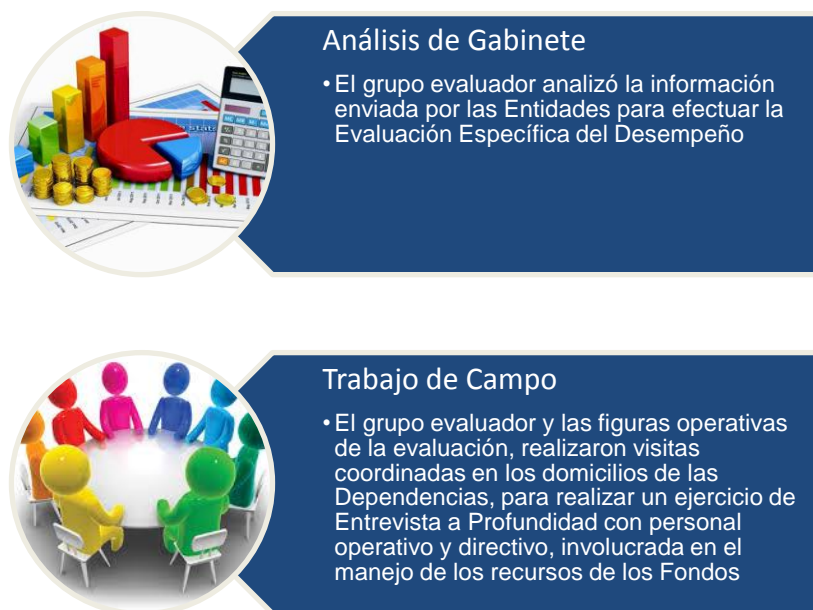 Análisis de Gabinete
•El grupo evaluador analizó la información
enviada por las Entidades para efectuar la
Evaluación Específica del Desempeño
Trabajo de Campo
•El grupo evaluador y las figuras operativas
de la evaluación, realizaron visitas
coordinadas en los domicilios de las
Dependencias, para realizar un ejercicio de
Entrevista a Profundidad con personal
operativo y directivo, involucrada en el
manejo de los recursos de los Fondos